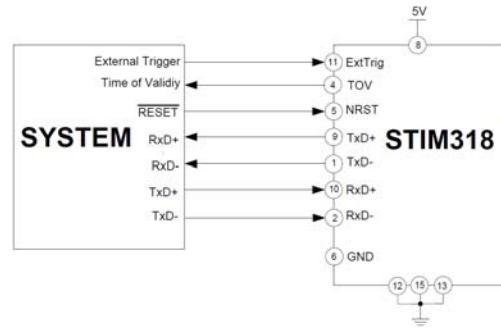 5V
8
External Trigger
11 ExtTrig
Time of Validiy
4 TOV
RESET
5 NRST
SYSTEM
STIM318
RxD+
9 TxD+
RxD-
1 TxD-
TxD+
10 RxD+
TxD-
2 RxD-
6 GND
12 15 13